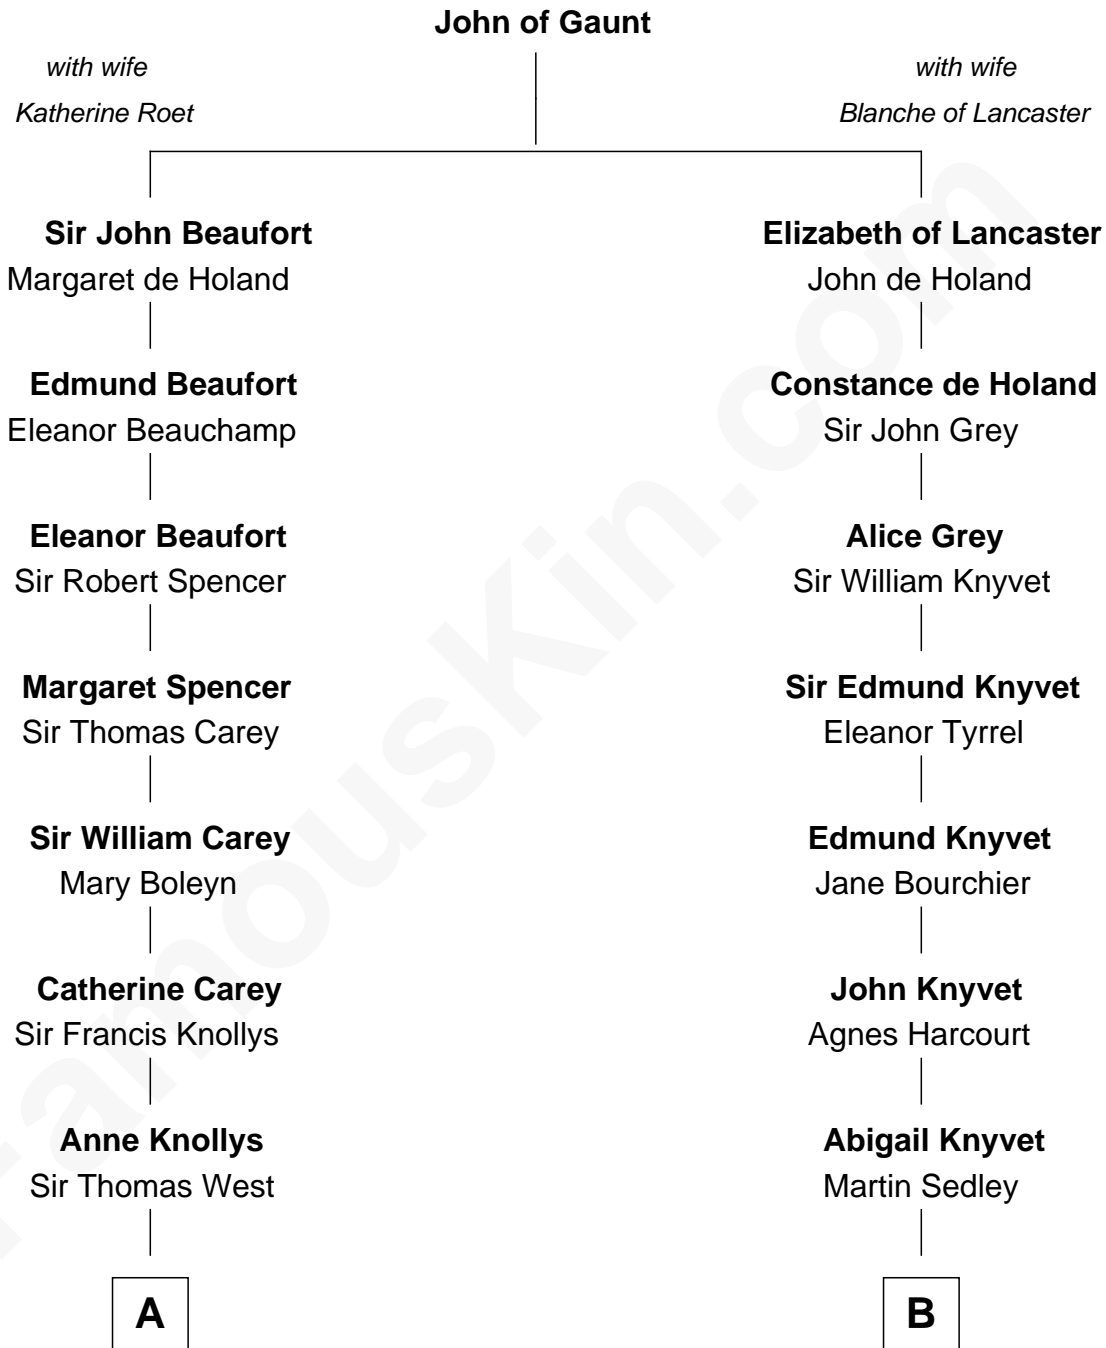 John of Gaunt
with wife
Katherine Roet
with wife
Blanche of Lancaster
Sir John Beaufort
Margaret de Holand
Elizabeth of Lancaster
John de Holand
Edmund Beaufort
Eleanor Beauchamp
Constance de Holand
Sir John Grey
Eleanor Beaufort
Sir Robert Spencer
Alice Grey
Sir William Knyvet
Margaret Spencer
Sir Thomas Carey
Sir Edmund Knyvet
Eleanor Tyrrel
Sir William Carey
Mary Boleyn
Edmund Knyvet
Jane Bourchier
Catherine Carey
Sir Francis Knollys
John Knyvet
Agnes Harcourt
Anne Knollys
Sir Thomas West
Abigail Knyvet
Martin Sedley
A
B
FamousKin.com